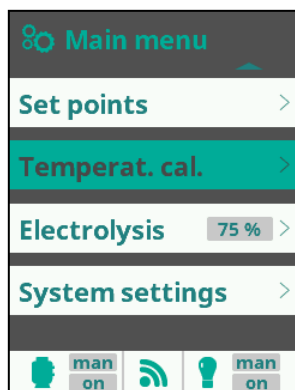 Main menu
Set points
Temperat. cal.
Electrolysis 75 %
System settings
man man
on on